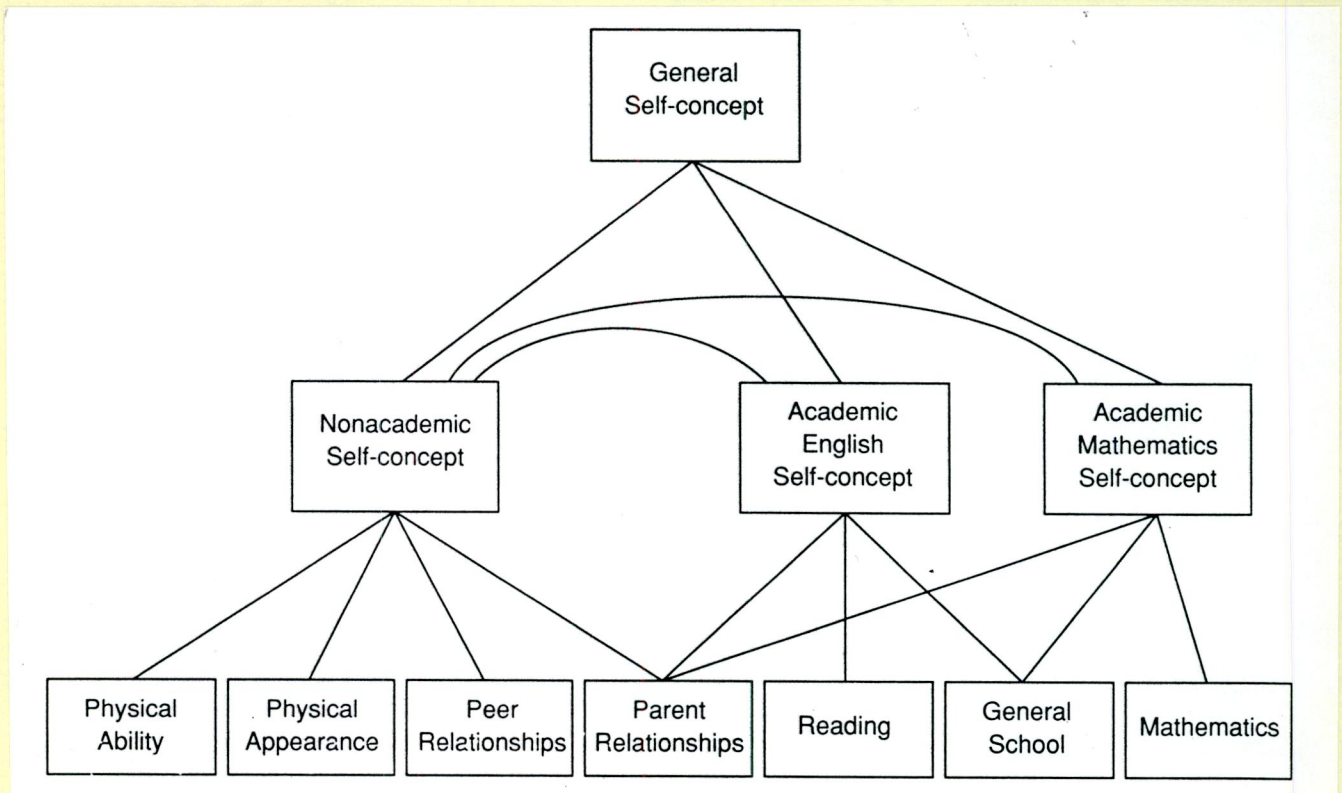 General
Self-concept
Nonacademic
Self-concept
Academic
English
Self-concept
Academic
Mathematics
Self-concept
Physical
Ability
Physical
Appearance
Peer
Relationships
Parent
Relationships
Reading
General
School
Mathematics